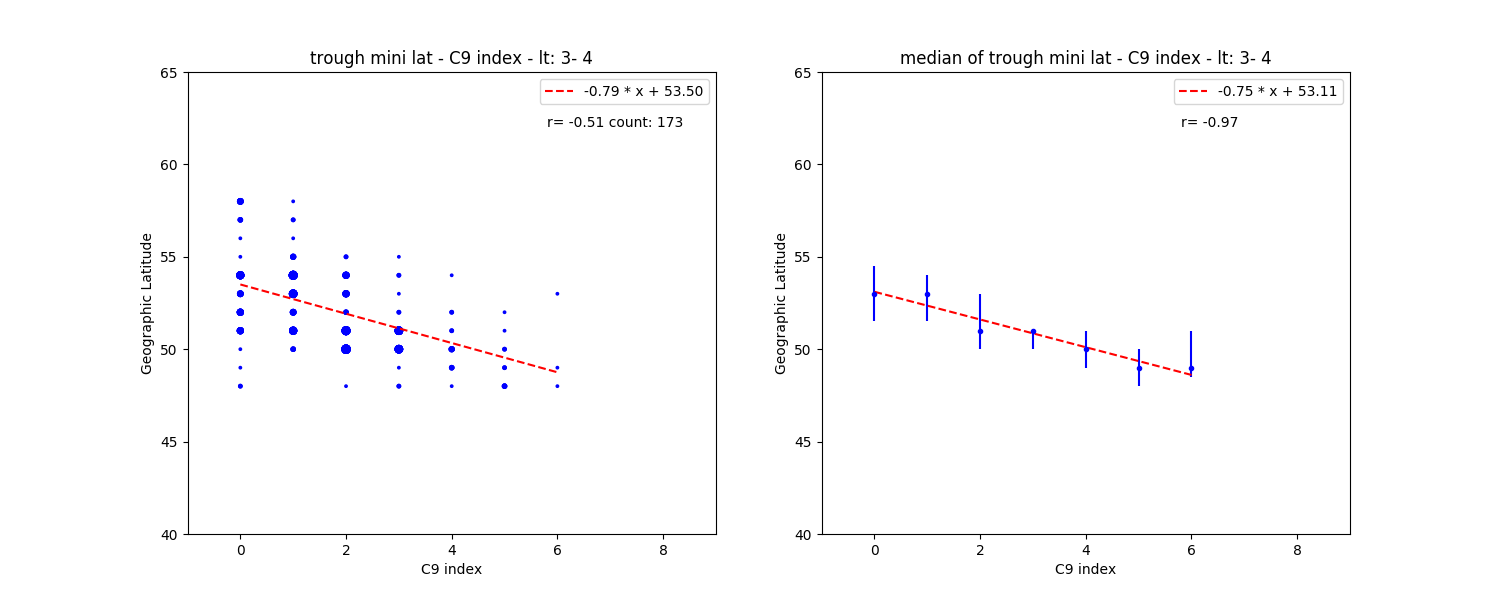 trough mini lat - C9 index - lt: 3- 4
-0.79 * x + 53.50
r= -0.51 count: 173
65
60
55
50
45
40
Geographic Latitude
0 2 4 6 8
C9 index
median of trough mini lat - C9 index - lt: 3- 4
-0.75 * x + 53.11
r= -0.97
65
60
55
50
45
40
Geographic Latitude
0 2 4 6 8
C9 index